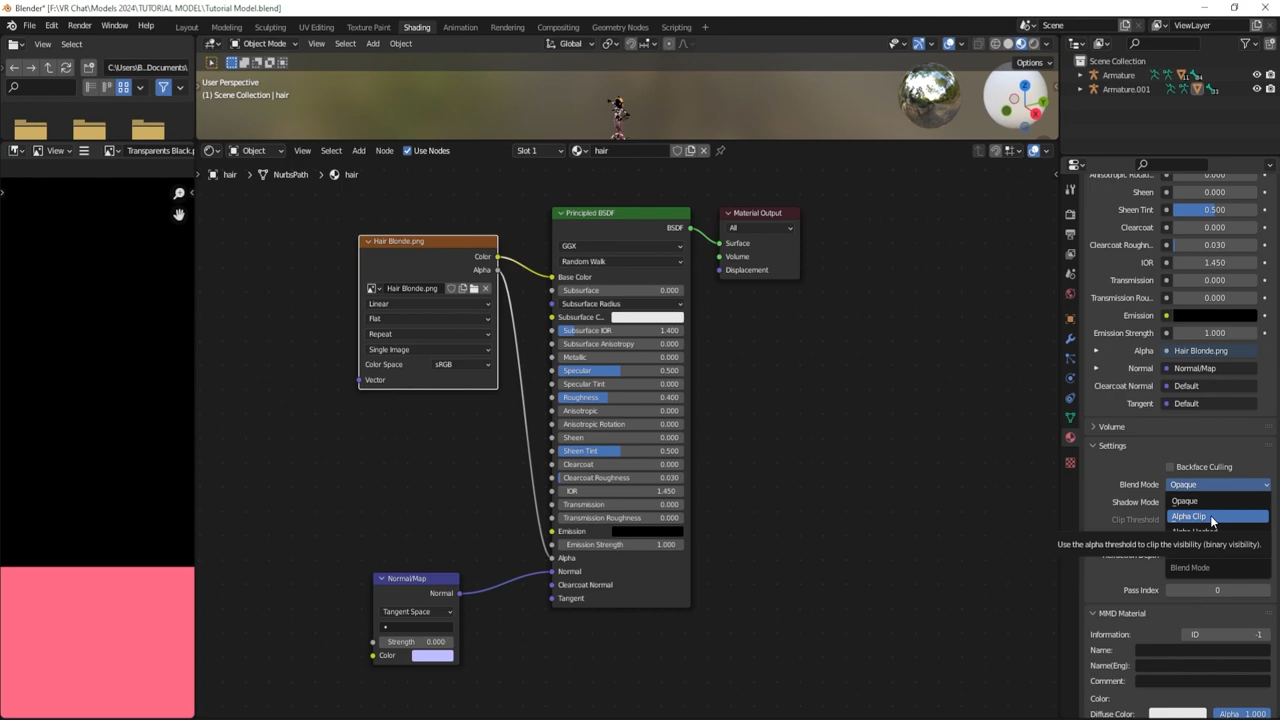 Blender* [F:\VR Chat\Models 2024\TUTORIAL MODEL\Tutorial Model.blend]
File Edit Render Window Help Layout Modeling Sculpting UV Editing Texture Paint Shading Animation Rendering Compositing Geometry Nodes Scripting + Scene ViewLayer
View Select Object Mode View Select Add Object Global
C:\Users\B...Documents\ Options
User Perspective
(1) Scene Collection | hair
Scene Collection
Armature
Armature.001
View Transparents Black. Object View Select Add Node Use Nodes Slot 1 hair
hair NurbsPath hair
Hair Blonde.png
Color
Alpha
Hair Blonde.png
Linear
Flat
Repeat
Single Image
Color Space sRGB
Vector
Normal/Map
Normal
Tangent Space
Strength 0.000
Color
Principled BSDF
BSDF
GGX
Random Walk
Base Color
Subsurface 0.000
Subsurface Radius
Subsurface C...
Subsurface IOR 1.400
Subsurface Anisotropy 0.000
Metallic 0.000
Specular 0.500
Specular Tint 0.000
Roughness 0.400
Anisotropic 0.000
Anisotropic Rotation 0.000
Sheen 0.000
Sheen Tint 0.500
Clearcoat 0.000
Clearcoat Roughness 0.030
IOR 1.450
Transmission 0.000
Transmission Roughness 0.000
Emission
Emission Strength 1.000
Alpha
Normal
Clearcoat Normal
Tangent
Material Output
All
Surface
Volume
Displacement
Anisotropic Rotati... 0.000
Sheen 0.000
Sheen Tint 0.500
Clearcoat 0.000
Clearcoat Roughn... 0.030
IOR 1.450
Transmission 0.000
Transmission Rou... 0.000
Emission
Emission Strength 1.000
Alpha Hair Blonde.png
Normal Normal/Map
Clearcoat Normal Default
Tangent Default
Volume
Settings
Backface Culling
Blend Mode Opaque
Shadow Mode Opaque
Clip Threshold Alpha Clip
Use the alpha threshold to clip the visibility (binary visibility).
Blend Mode
Pass Index 0
MMD Material
Information: ID -1
Name:
Name(Eng):
Comment:
Color:
Diffuse Color: Alpha 1.000